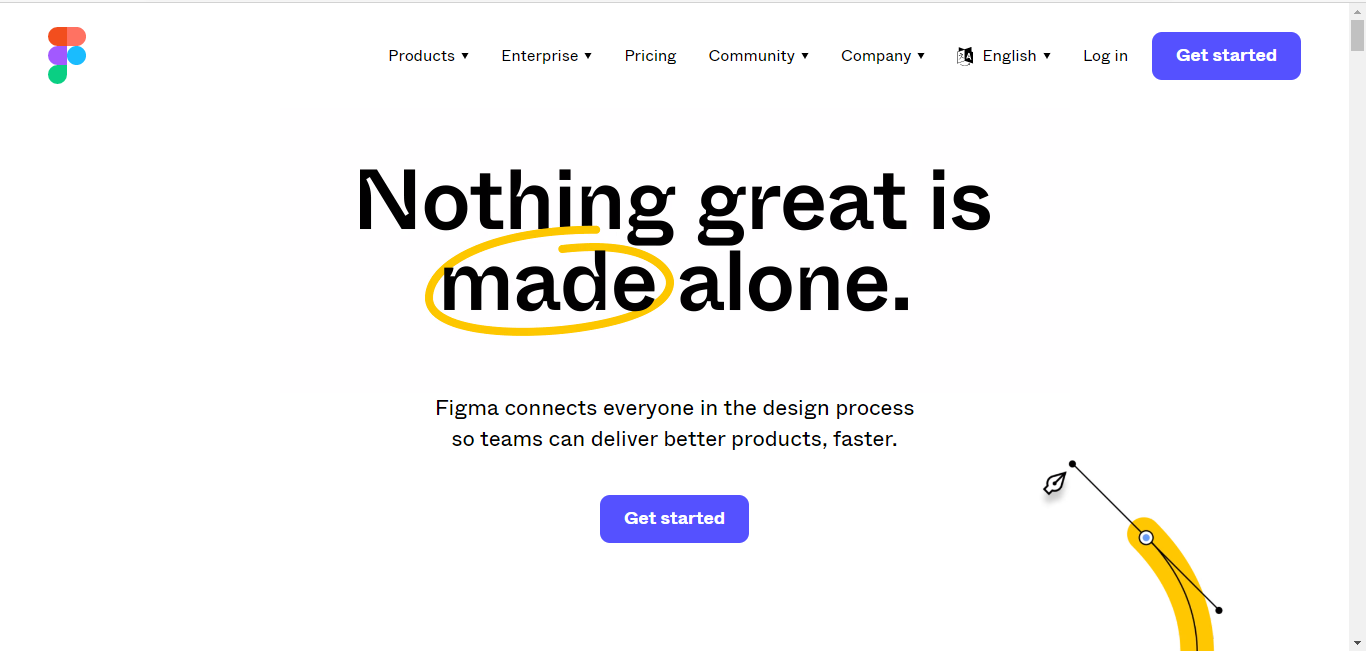 Products
Enterprise
Pricing
Community
Company
English
Log in
Get started
Nothing great is
made alone.
Figma connects everyone in the design process
so teams can deliver better products, faster.
Get started